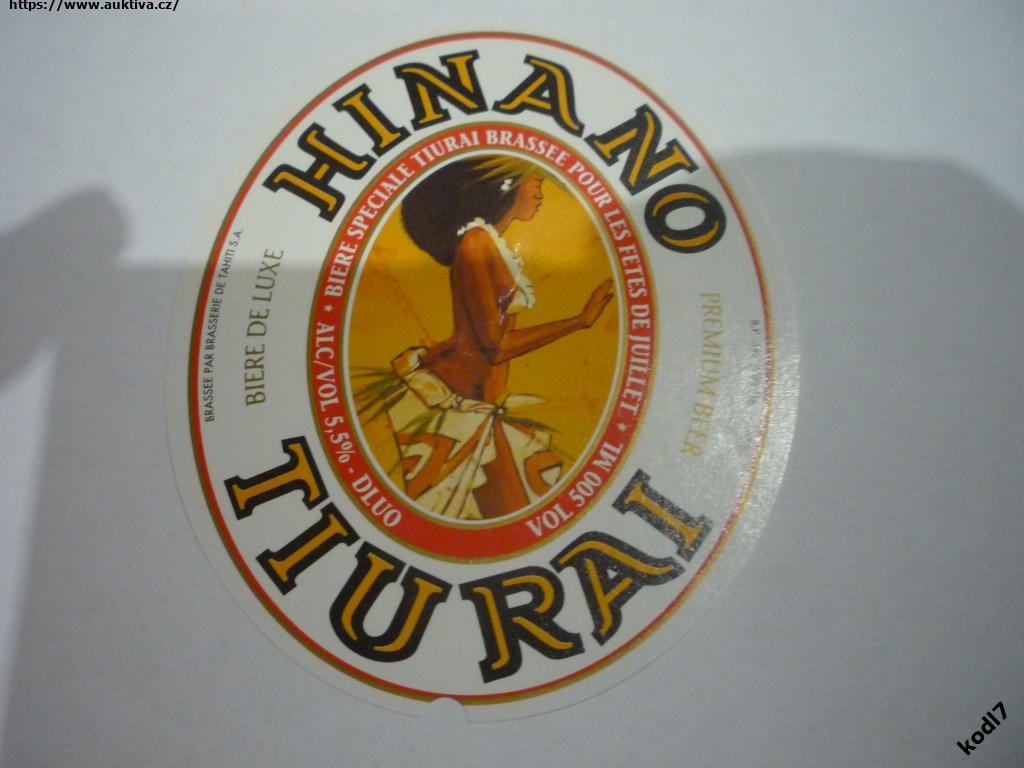 https://www.auktiva.cz/
HINANO
BIERE SPECIALE TIURAI BRASSEE POUR LES FETES DE JUILLET *
* ALC/VOL 5,5% - DLUO
VOL 500 ML
BRASSEE PAR BRASSERIE DE TAHITI S.A.
BIERE DE LUXE
PREMIUM BEER
B.P.
TIURAI
kodl7